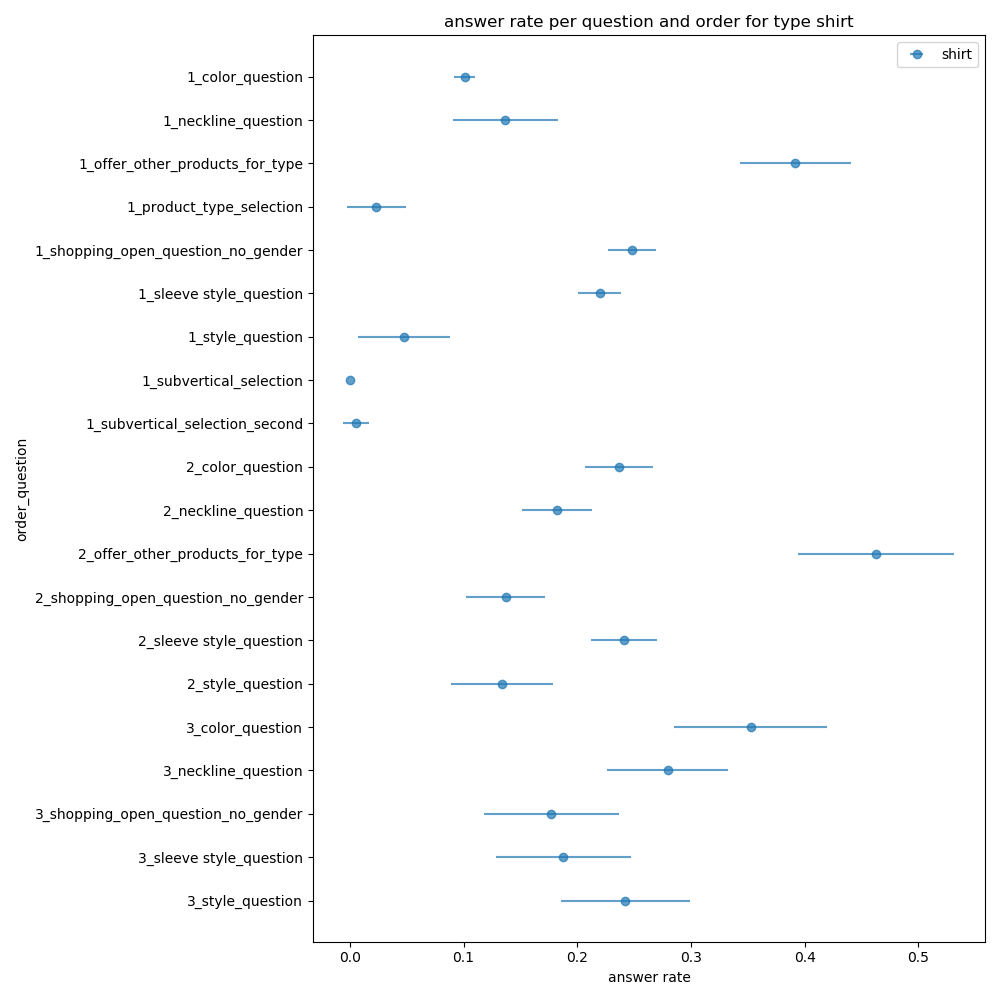 answer rate per question and order for type shirt
shirt
1_color_question
1_neckline_question
1_offer_other_products_for_type
1_product_type_selection
1_shopping_open_question_no_gender
1_sleeve style_question
1_style_question
1_subvertical_selection
1_subvertical_selection_second
2_color_question
2_neckline_question
2_offer_other_products_for_type
2_shopping_open_question_no_gender
2_sleeve style_question
2_style_question
3_color_question
3_neckline_question
3_shopping_open_question_no_gender
3_sleeve style_question
3_style_question
order_question
0.0 0.1 0.2 0.3 0.4 0.5
answer rate